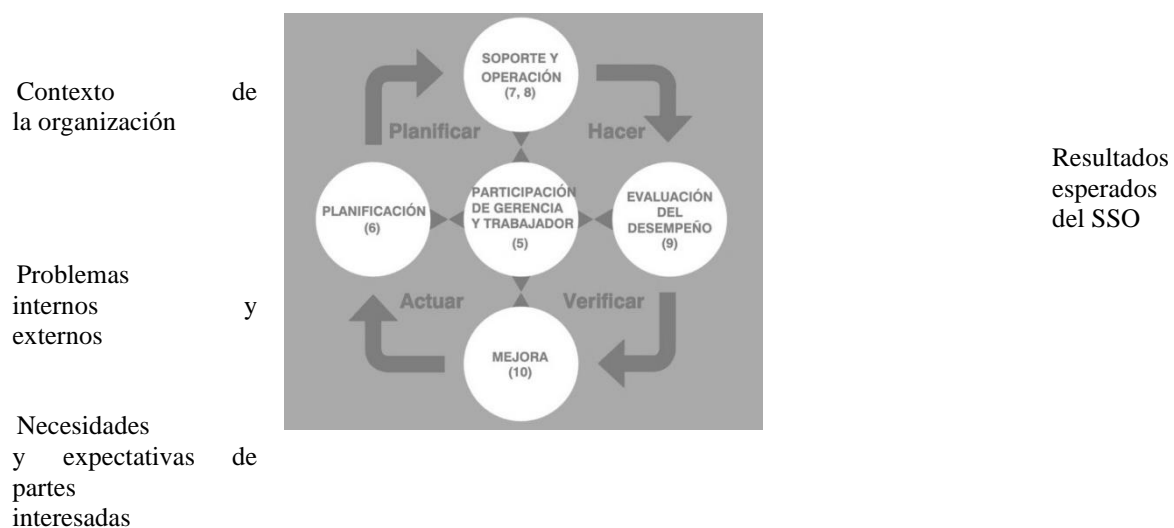 Contexto de
la organización
Problemas
internos y
externos
Necesidades
y expectativas de
partes
interesadas
SOPORTE Y
OPERACIÓN
(7, 8)
Planificar
Hacer
PLANIFICACIÓN
(6)
PARTICIPACIÓN
DE GERENCIA
Y TRABAJADOR
(5)
EVALUACIÓN
DEL
DESEMPEÑO
(9)
Actuar
Verificar
MEJORA
(10)
Resultados
esperados
del SSO